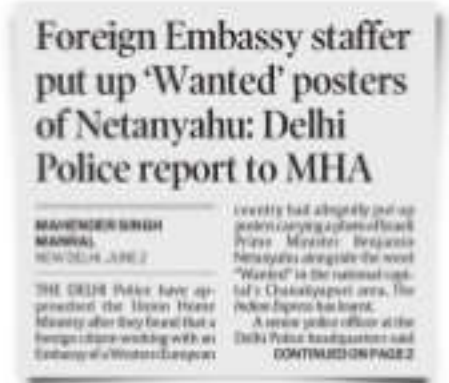 Foreign Embassy staffer
put up ‘Wanted’ posters
of Netanyahu: Delhi
Police report to MHA
MAHENDER SINGH
MANRAL
NEW DELHI, JUNE 2
THE DELHI Police have ap-
proached the Union Home
Ministry after they found that a
foreign citizen working with an
Embassy of a Western European
country had allegedly put up
posters carrying a photo of Israeli
Prime Minister Benjamin
Netanyahu alongside the word
"Wanted" in the national capi-
tal's Chanakyapuri area, The
Indian Express has learnt.
A senior police officer at the
Delhi Police headquarters said
CONTINUED ON PAGE 2